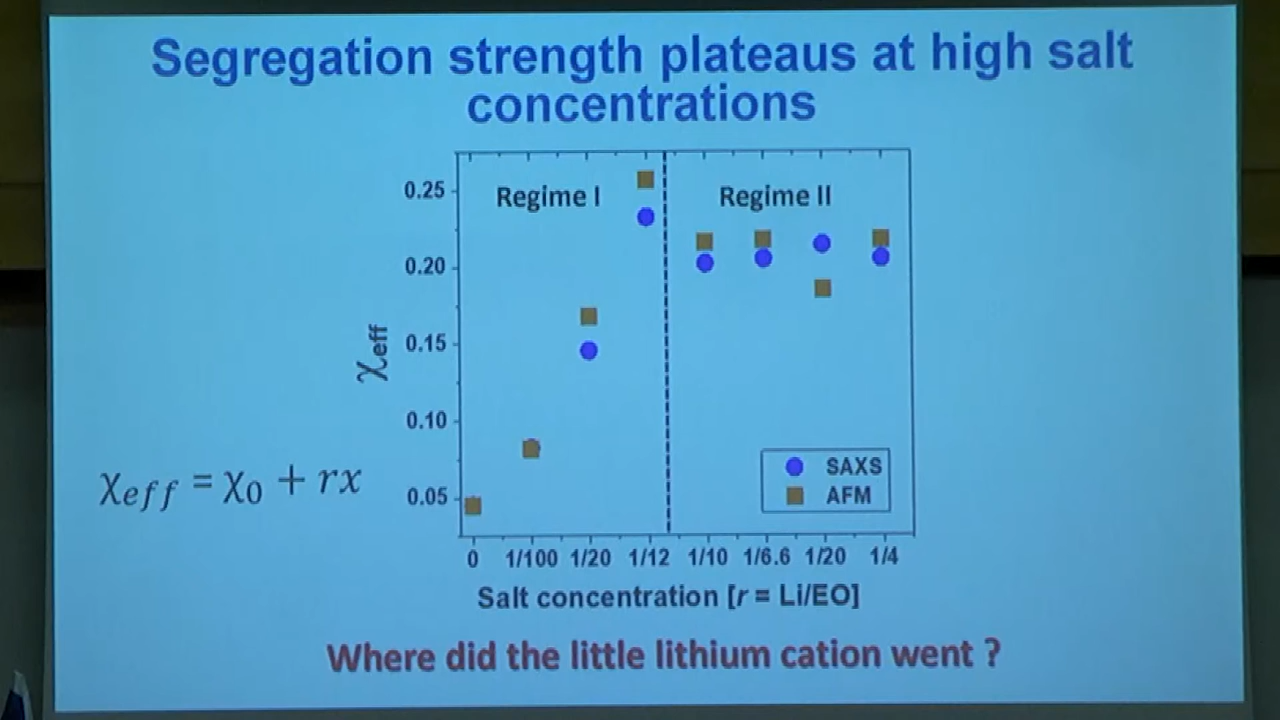 Segregation strength plateaus at high salt
concentrations
0.25
0.20
0.15
0.10
0.05
χeff
Regime I
Regime II
SAXS
AFM
0 1/100 1/20 1/12 1/10 1/6.6 1/20 1/4
Salt concentration [r = Li/EO]
χeff = χ0 + rx
Where did the little lithium cation went ?